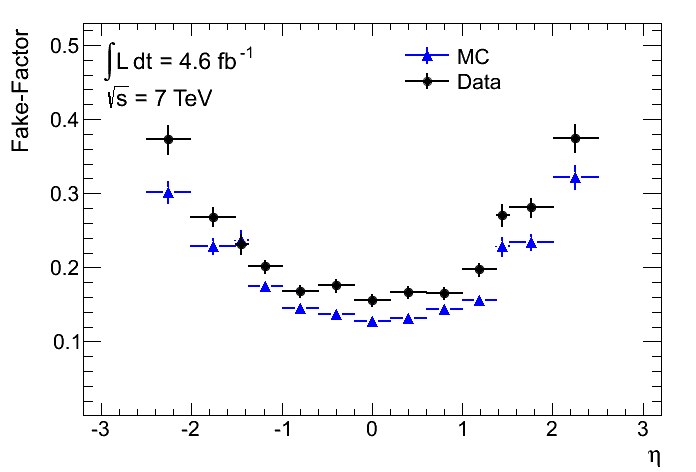 Fake-Factor
∫L dt = 4.6 fb⁻¹
√s = 7 TeV
MC
Data
0.5
0.4
0.3
0.2
0.1
-3 -2 -1 0 1 2 3
η